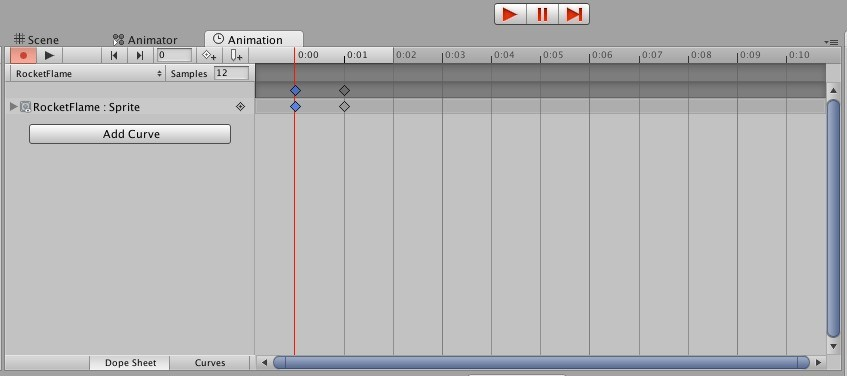 Scene Animator Animation
0 0:00 0:01 0:02 0:03 0:04 0:05 0:06 0:07 0:08 0:09 0:10
RocketFlame Samples 12
RocketFlame : Sprite
Add Curve
Dope Sheet Curves